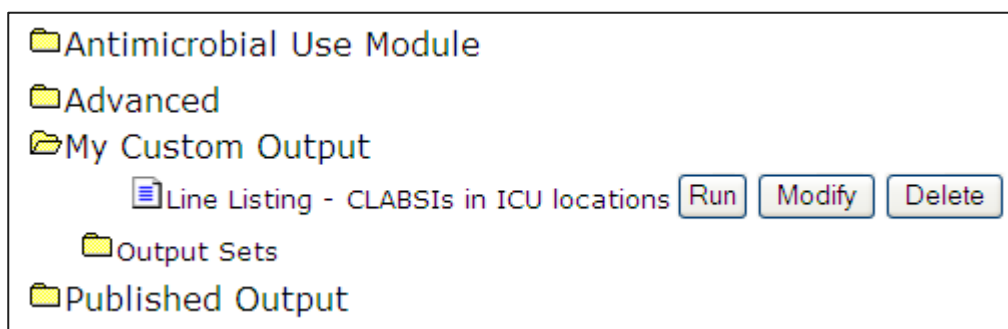 Antimicrobial Use Module
Advanced
My Custom Output
Line Listing - CLABSIs in ICU locations Run Modify Delete
Output Sets
Published Output